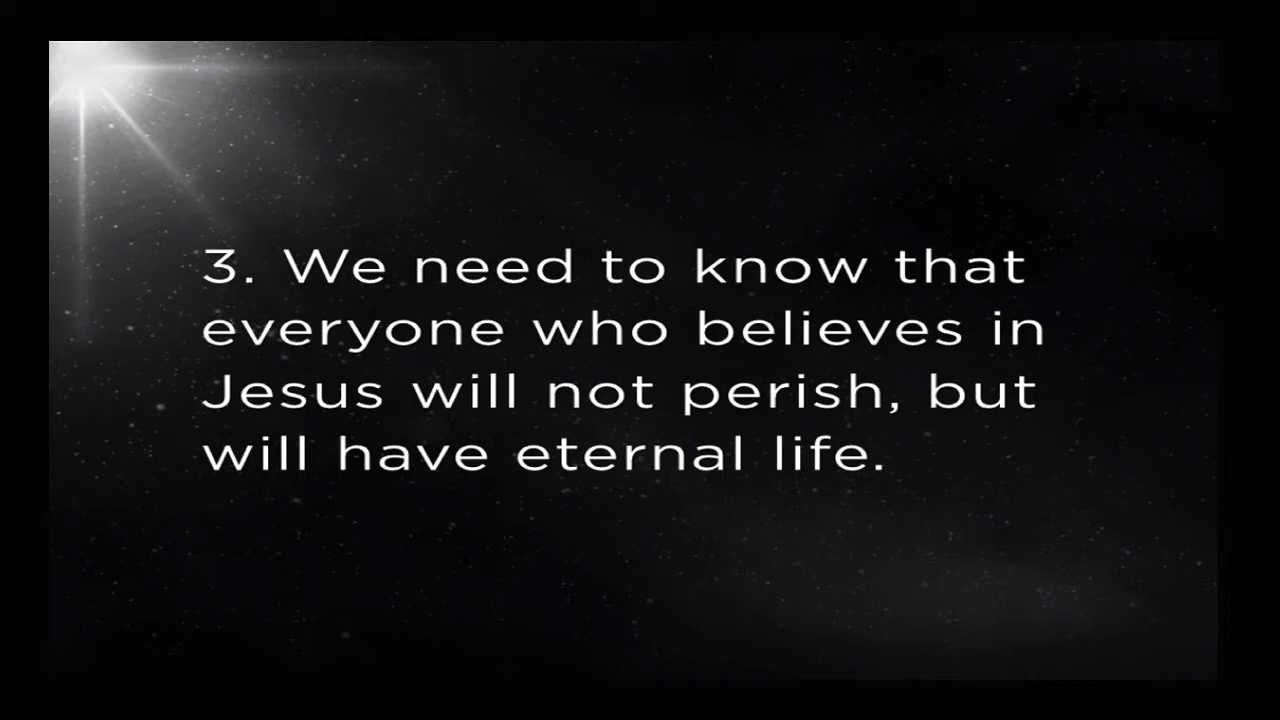 3. We need to know that
everyone who believes in
Jesus will not perish, but
will have eternal life.